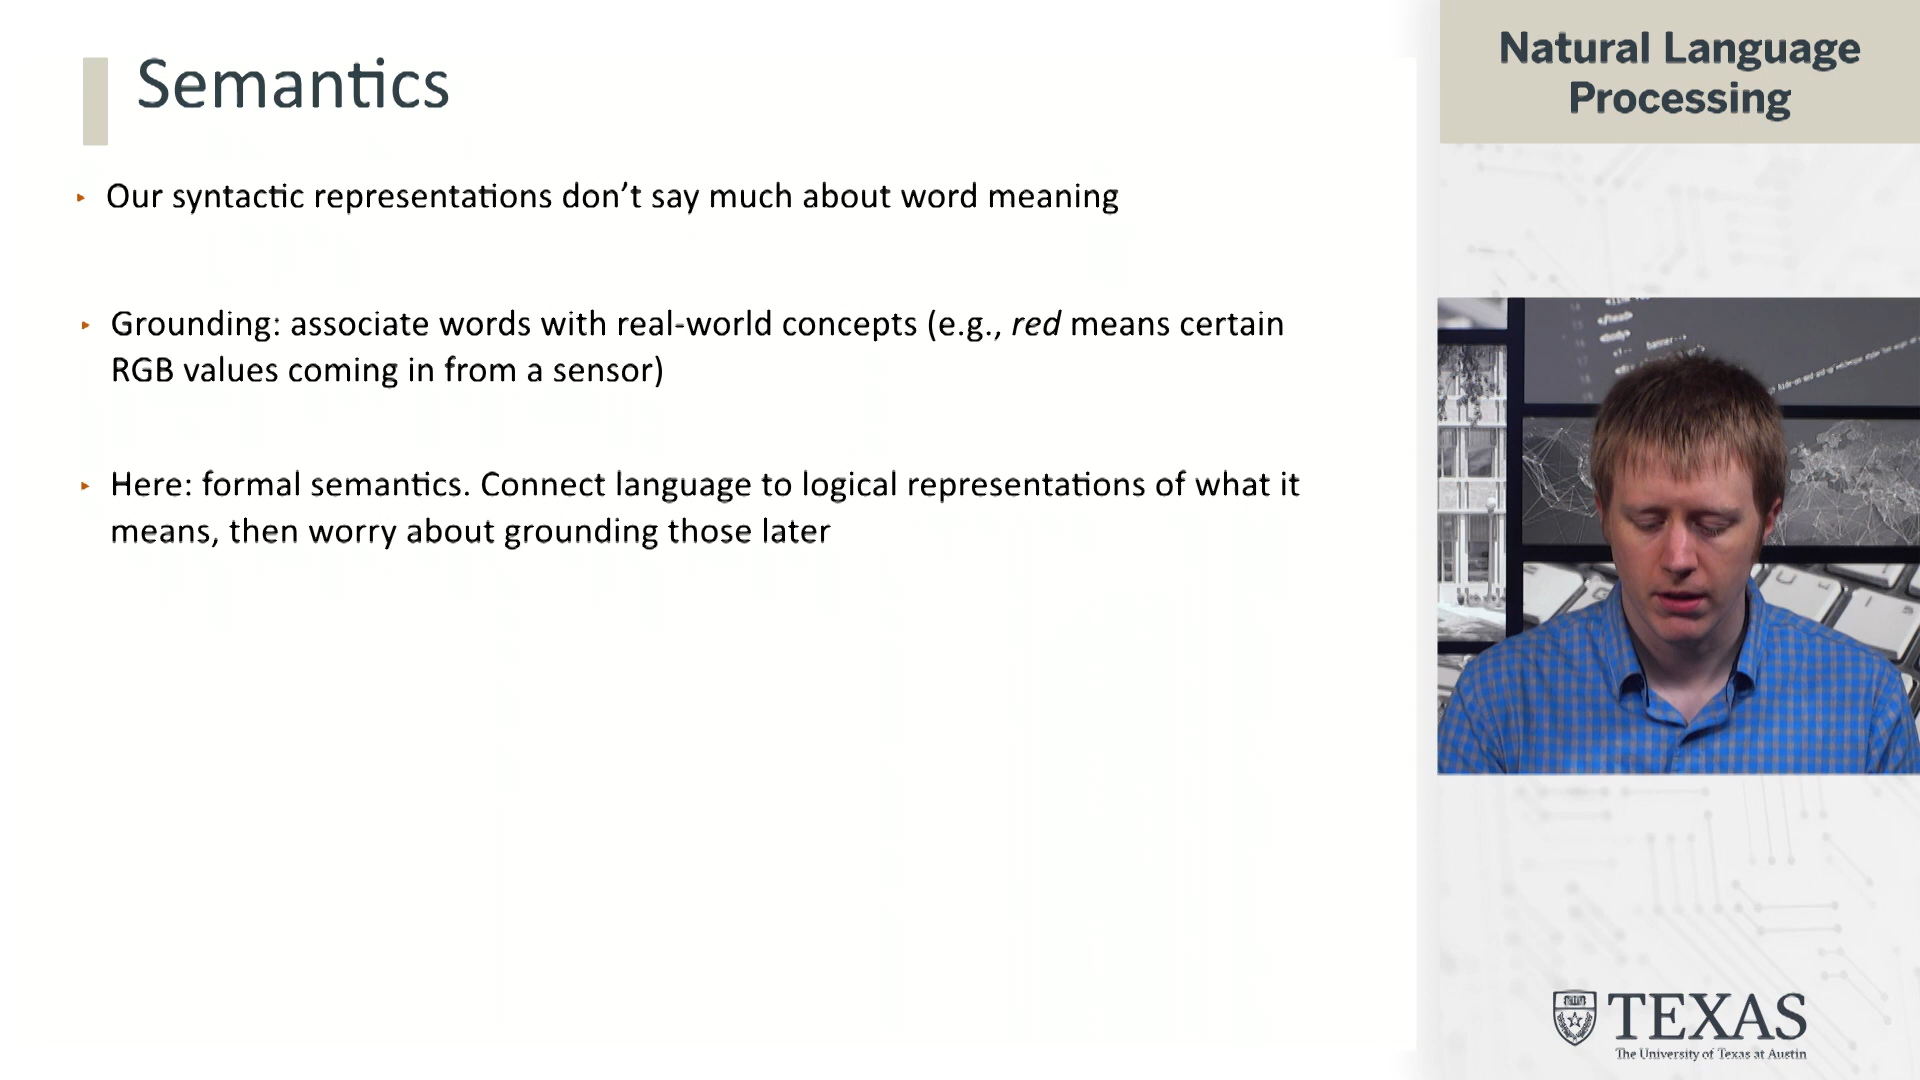 Semantics
Our syntactic representations don't say much about word meaning
Grounding: associate words with real-world concepts (e.g., red means certain
RGB values coming in from a sensor)
Here: formal semantics. Connect language to logical representations of what it
means, then worry about grounding those later
Natural Language
Processing
TEXAS
The University of Texas at Austin